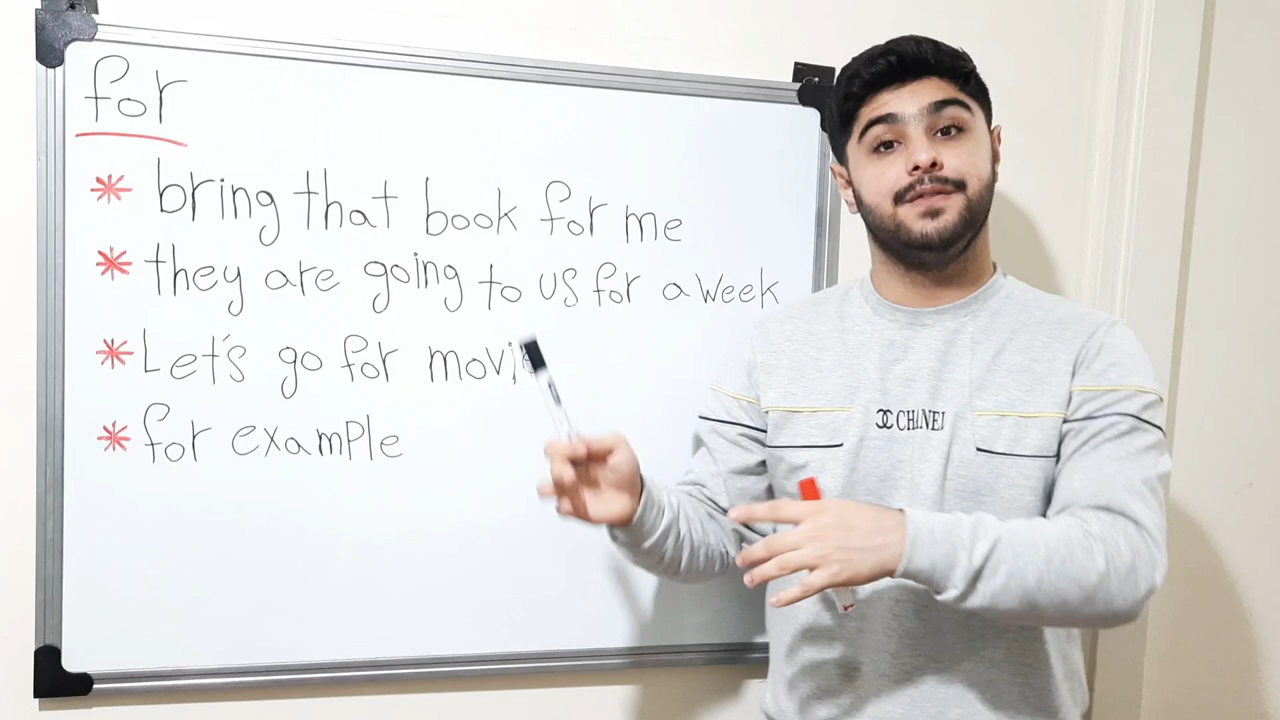 for
* bring that book for me
* they are going to us for a week
* Let's go for movie
* for example
CHANEL